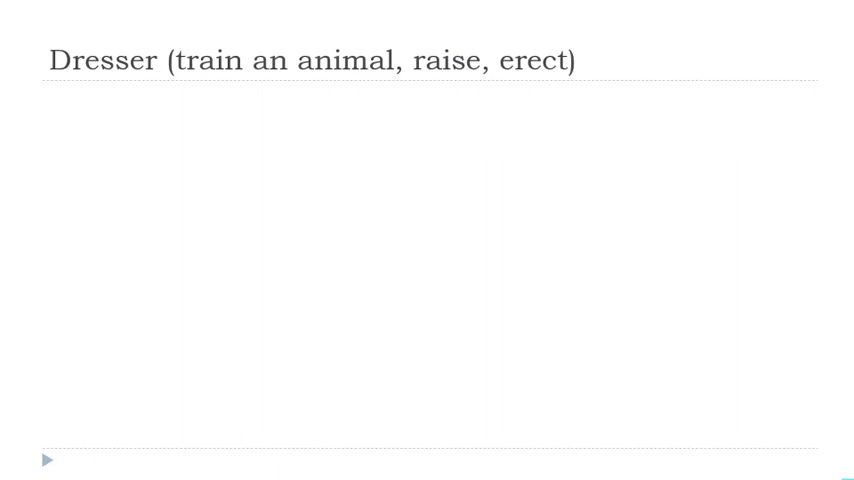 Dresser (train an animal, raise, erect)